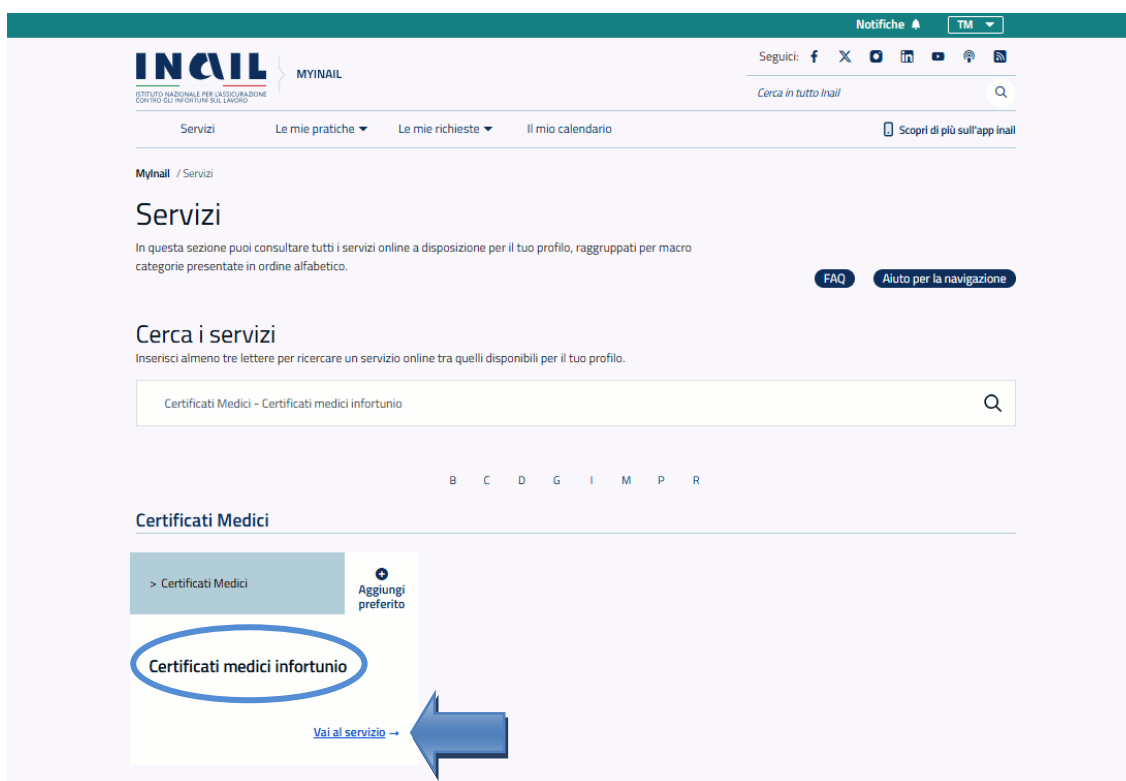 Notifiche
TM
INAIL
ISTITUTO NAZIONALE PER L'ASSICURAZIONE
CONTRO GLI INFORTUNI SUL LAVORO
MYINAIL
Seguici:
Cerca in tutto Inail
Servizi
Le mie pratiche
Le mie richieste
Il mio calendario
Scopri di più sull'app inail
MyInail / Servizi
Servizi
In questa sezione puoi consultare tutti i servizi online a disposizione per il tuo profilo, raggruppati per macro
categorie presentate in ordine alfabetico.
FAQ
Aiuto per la navigazione
Cerca i servizi
Inserisci almeno tre lettere per ricercare un servizio online tra quelli disponibili per il tuo profilo.
Certificati Medici - Certificati medici infortunio
B C D G I M P R
Certificati Medici
> Certificati Medici
Aggiungi
preferito
Certificati medici infortunio
Vai al servizio →